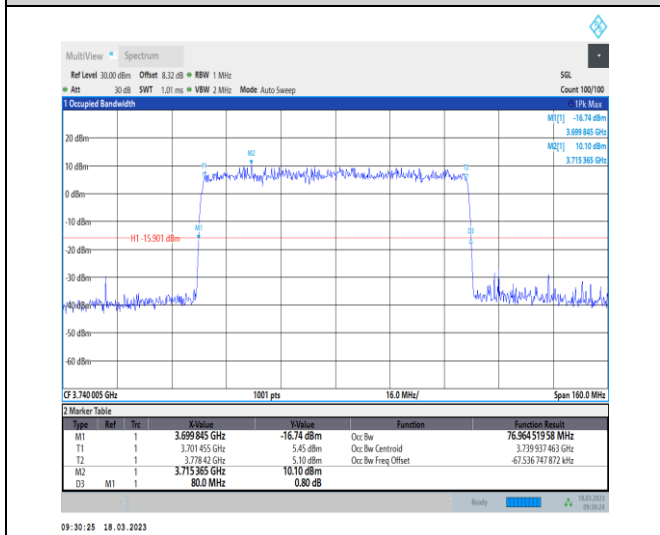 MultiView Spectrum
Ref Level 30.00 dBm Offset 8.32 dB RBW 1 MHz SGL
Att 30 dB SWT 1.01 ms VBW 2 MHz Mode Auto Sweep Count 100/100
1 Occupied Bandwidth 1Pk Max
M1[1] -16.74 dBm
3.699 845 GHz
20 dBm
M2[1] 10.10 dBm
3.715 365 GHz
M2
10 dBm
T1
T2
0 dBm
-10 dBm
M1
D3
H1 -15.901 dBm
-20 dBm
-30 dBm
-40 dBm
-50 dBm
-60 dBm
CF 3.740 005 GHz 1001 pts 16.0 MHz/ Span 160.0 MHz
2 Marker Table
Type Ref Trc X-Value Y-Value Function Function Result
M1 1 3.699 845 GHz -16.74 dBm Occ Bw 76.964 519 58 MHz
T1 1 3.701 455 GHz 5.45 dBm Occ Bw Centroid 3.739 937 463 GHz
T2 1 3.778 42 GHz 5.10 dBm Occ Bw Freq Offset -67.536 747 872 kHz
M2 1 3.715 365 GHz 10.10 dBm
D3 M1 1 80.0 MHz 0.80 dB
Ready 18.03.2023
09:30:24
09:30:25 18.03.2023